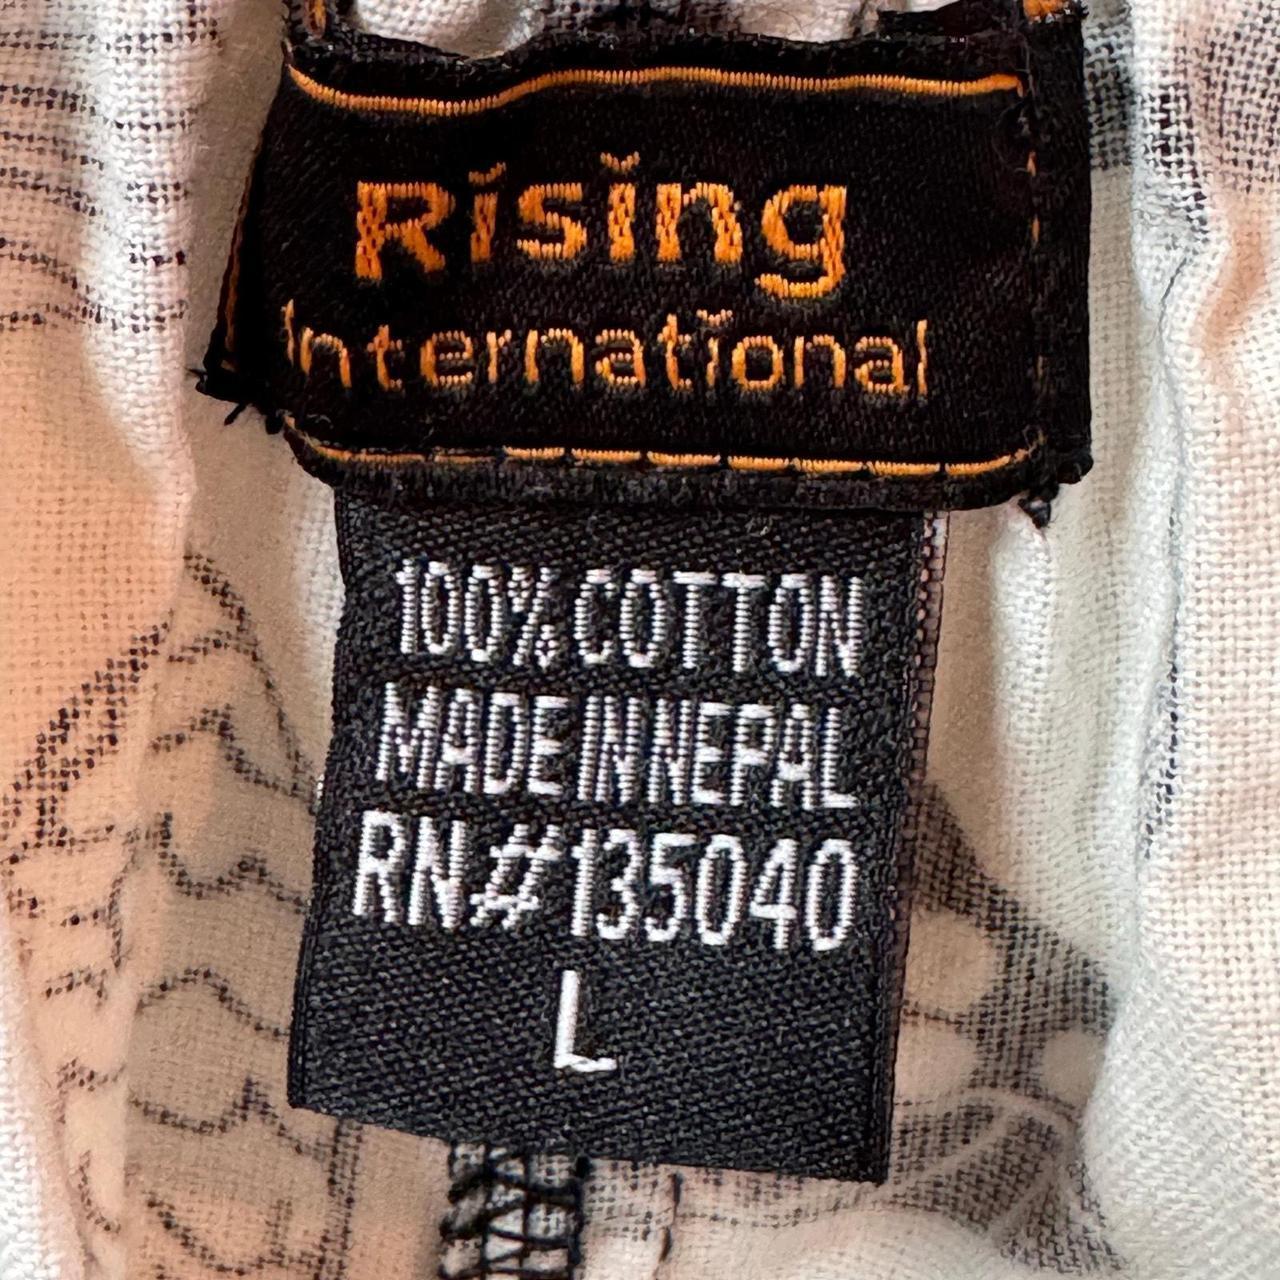 Rising
International
100% COTTON
MADE IN NEPAL
RN#135040
L